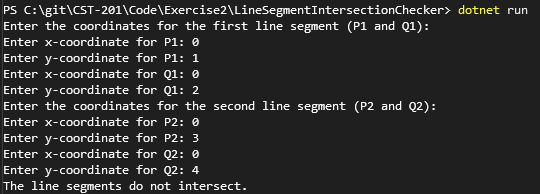 PS C:\git\CST-201\Code\Exercise2\LineSegmentIntersectionChecker> dotnet run
Enter the coordinates for the first line segment (P1 and Q1):
Enter x-coordinate for P1: 0
Enter y-coordinate for P1: 1
Enter x-coordinate for Q1: 0
Enter y-coordinate for Q1: 2
Enter the coordinates for the second line segment (P2 and Q2):
Enter x-coordinate for P2: 0
Enter y-coordinate for P2: 3
Enter x-coordinate for Q2: 0
Enter y-coordinate for Q2: 4
The line segments do not intersect.